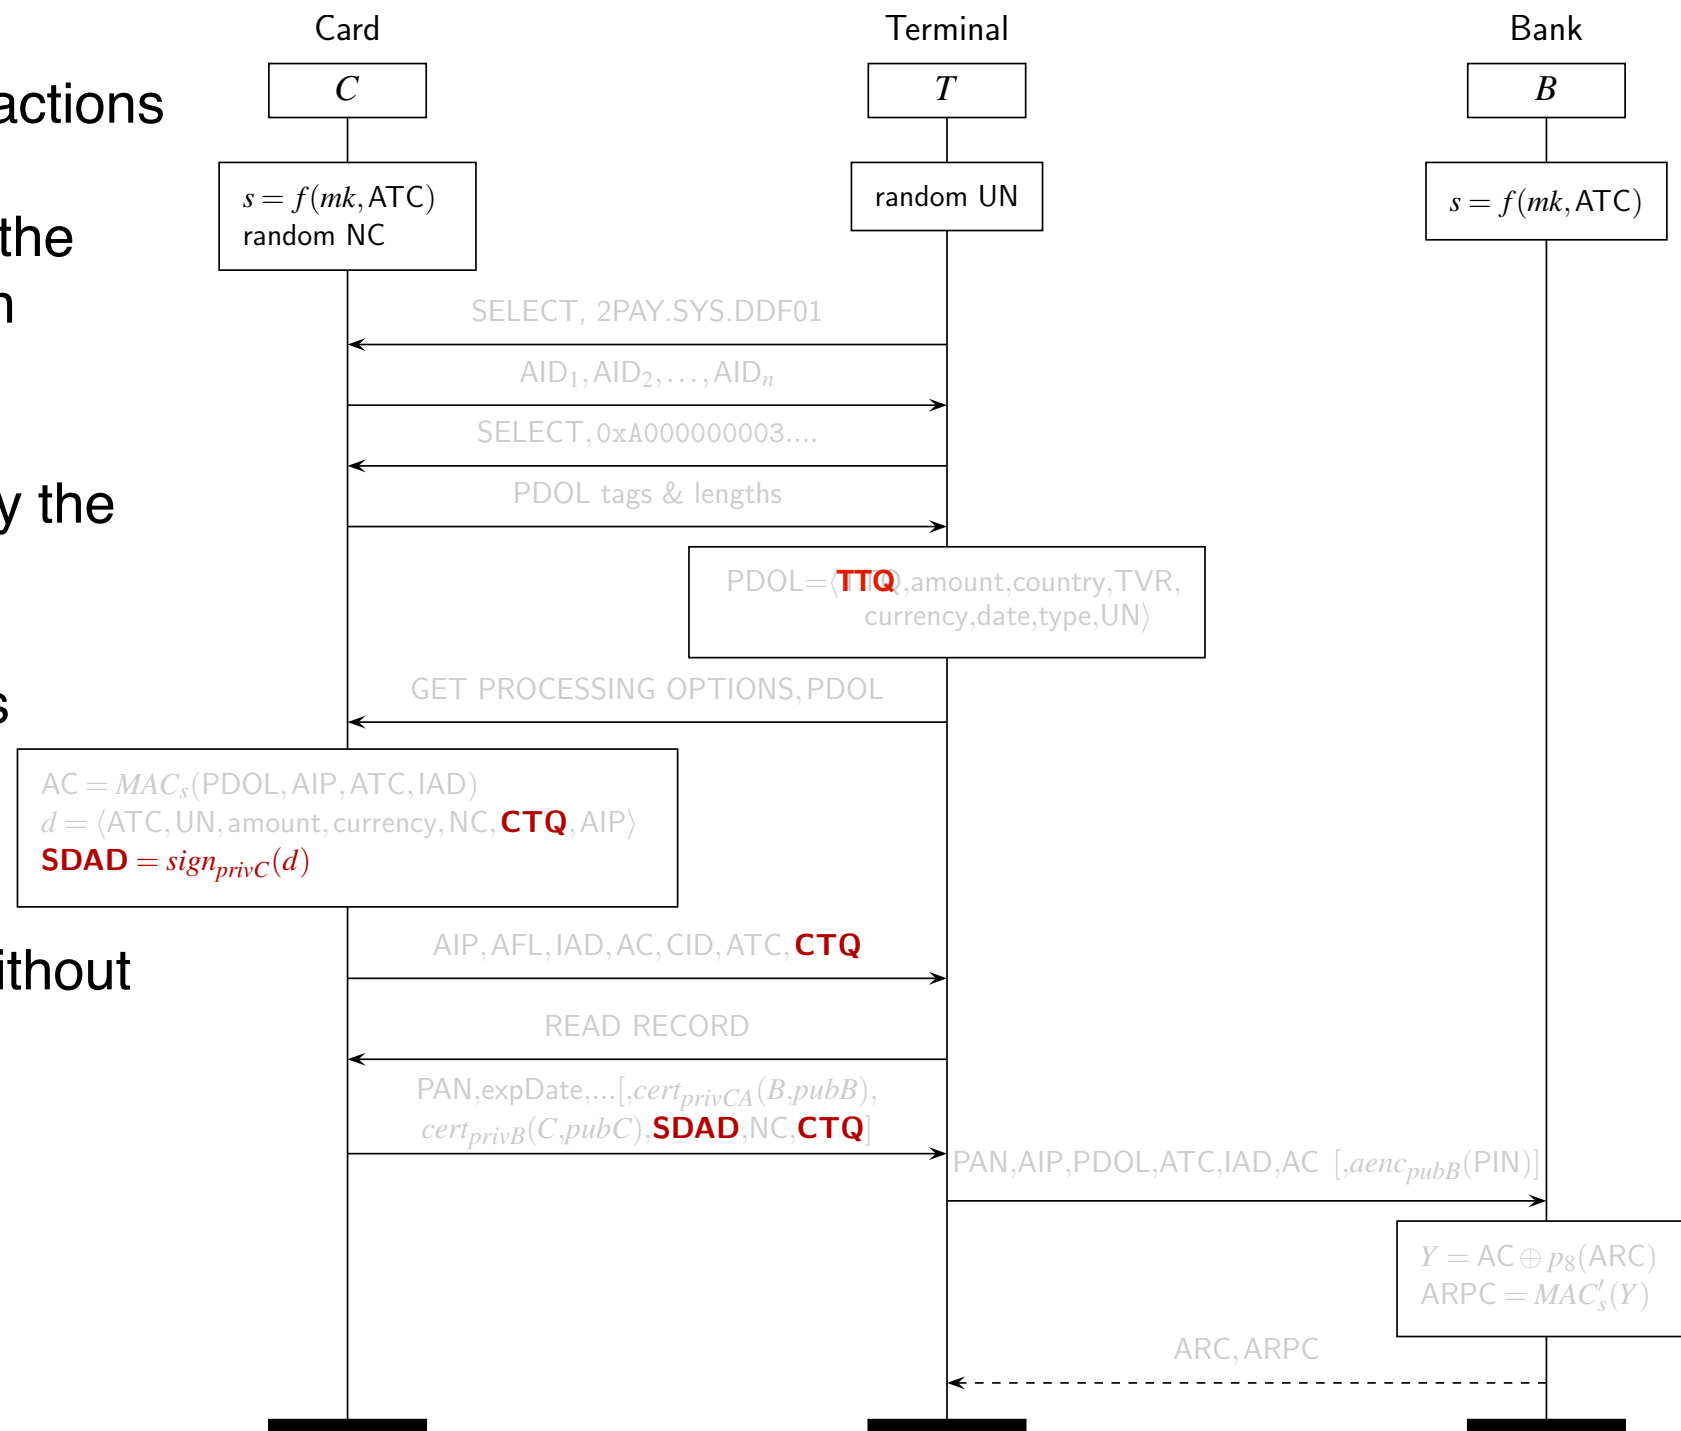 Card
Terminal
Bank
C
T
B
actions
the
y the
s
ithout
s = f(mk,ATC)
random NC
random UN
s = f(mk,ATC)
SELECT, 2PAY.SYS.DDF01
AID₁,AID₂,...,AIDₙ
SELECT,0xA000000003....
PDOL tags & lengths
PDOL=⟨TTQ,amount,country,TVR,
currency,date,type,UN⟩
GET PROCESSING OPTIONS,PDOL
AC = MACₛ(PDOL,AIP,ATC,IAD)
d = ⟨ATC,UN,amount,currency,NC,CTQ,AIP⟩
SDAD = sign_privC(d)
AIP,AFL,IAD,AC,CID,ATC,CTQ
READ RECORD
PAN,expDate,...[,cert_privCA(B,pubB),
cert_privB(C,pubC),SDAD,NC,CTQ]
PAN,AIP,PDOL,ATC,IAD,AC [,aenc_pubB(PIN)]
Y = AC⊕p₈(ARC)
ARPC = MAC′ₛ(Y)
ARC,ARPC